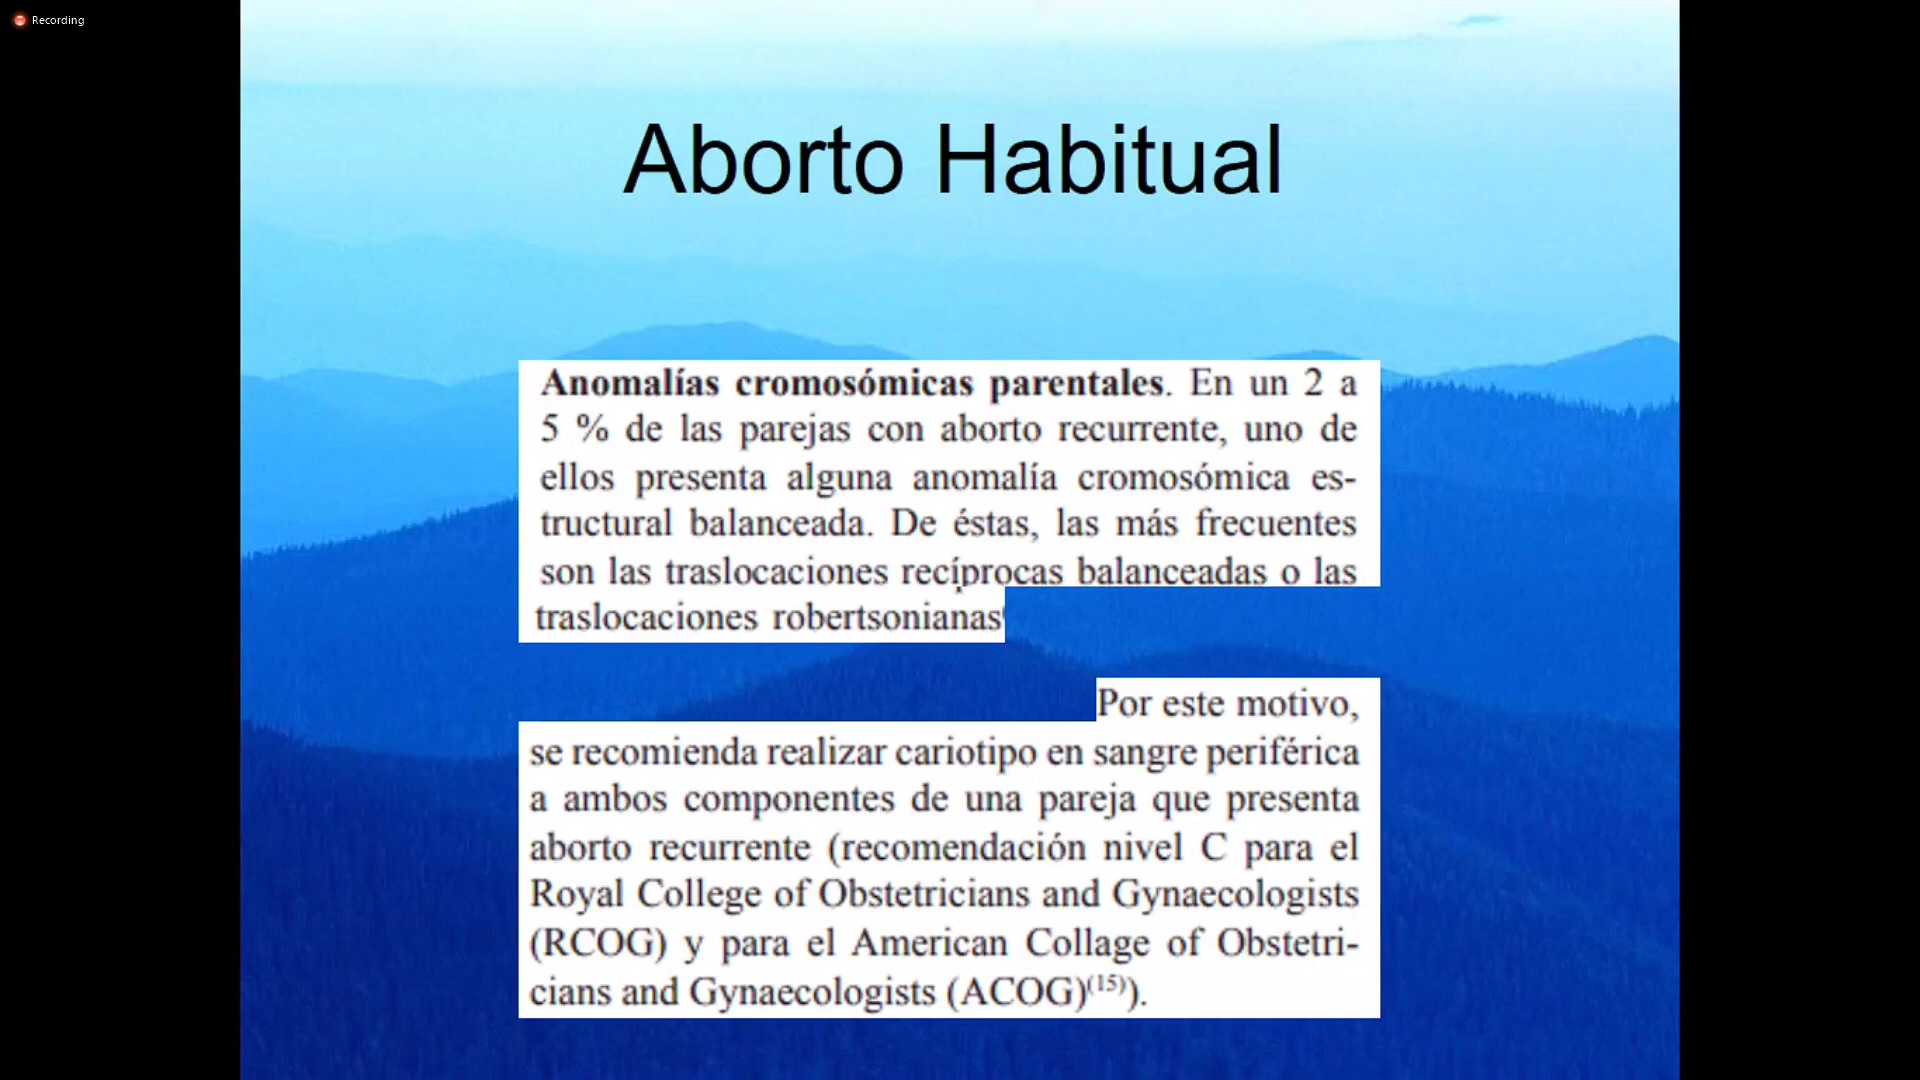 Recording
Aborto Habitual
Anomalías cromosómicas parentales. En un 2 a
5 % de las parejas con aborto recurrente, uno de
ellos presenta alguna anomalía cromosómica es-
tructural balanceada. De éstas, las más frecuentes
son las traslocaciones recíprocas balanceadas o las
traslocaciones robertsonianas
Por este motivo,
se recomienda realizar cariotipo en sangre periférica
a ambos componentes de una pareja que presenta
aborto recurrente (recomendación nivel C para el
Royal College of Obstetricians and Gynaecologists
(RCOG) y para el American Collage of Obstetri-
cians and Gynaecologists (ACOG)(15)).